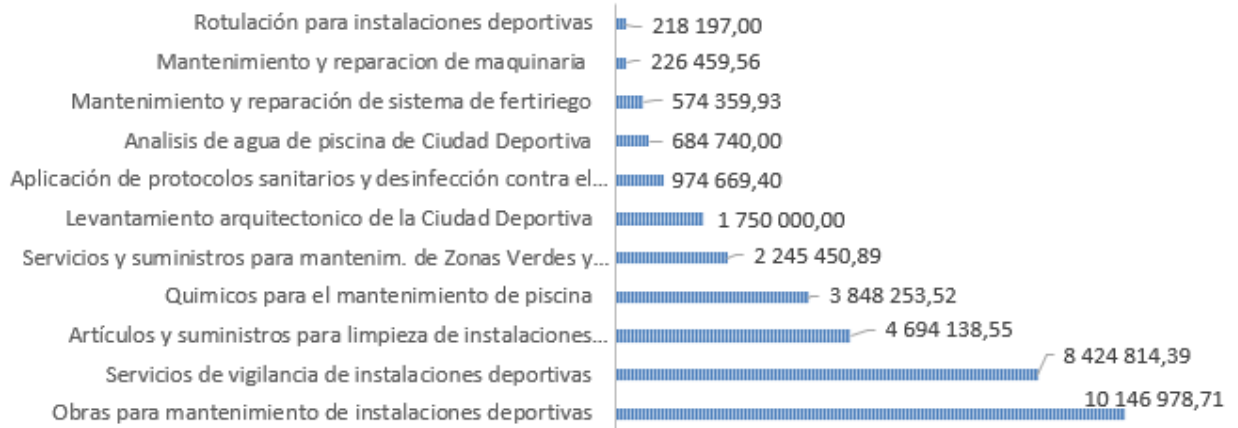 Rotulación para instalaciones deportivas 218 197,00
Mantenimiento y reparacion de maquinaria 226 459,56
Mantenimiento y reparación de sistema de fertiriego 574 359,93
Analisis de agua de piscina de Ciudad Deportiva 684 740,00
Aplicación de protocolos sanitarios y desinfección contra el... 974 669,40
Levantamiento arquitectonico de la Ciudad Deportiva 1 750 000,00
Servicios y suministros para mantenim. de Zonas Verdes y... 2 245 450,89
Quimicos para el mantenimiento de piscina 3 848 253,52
Artículos y suministros para limpieza de instalaciones... 4 694 138,55
Servicios de vigilancia de instalaciones deportivas 8 424 814,39
Obras para mantenimiento de instalaciones deportivas 10 146 978,71